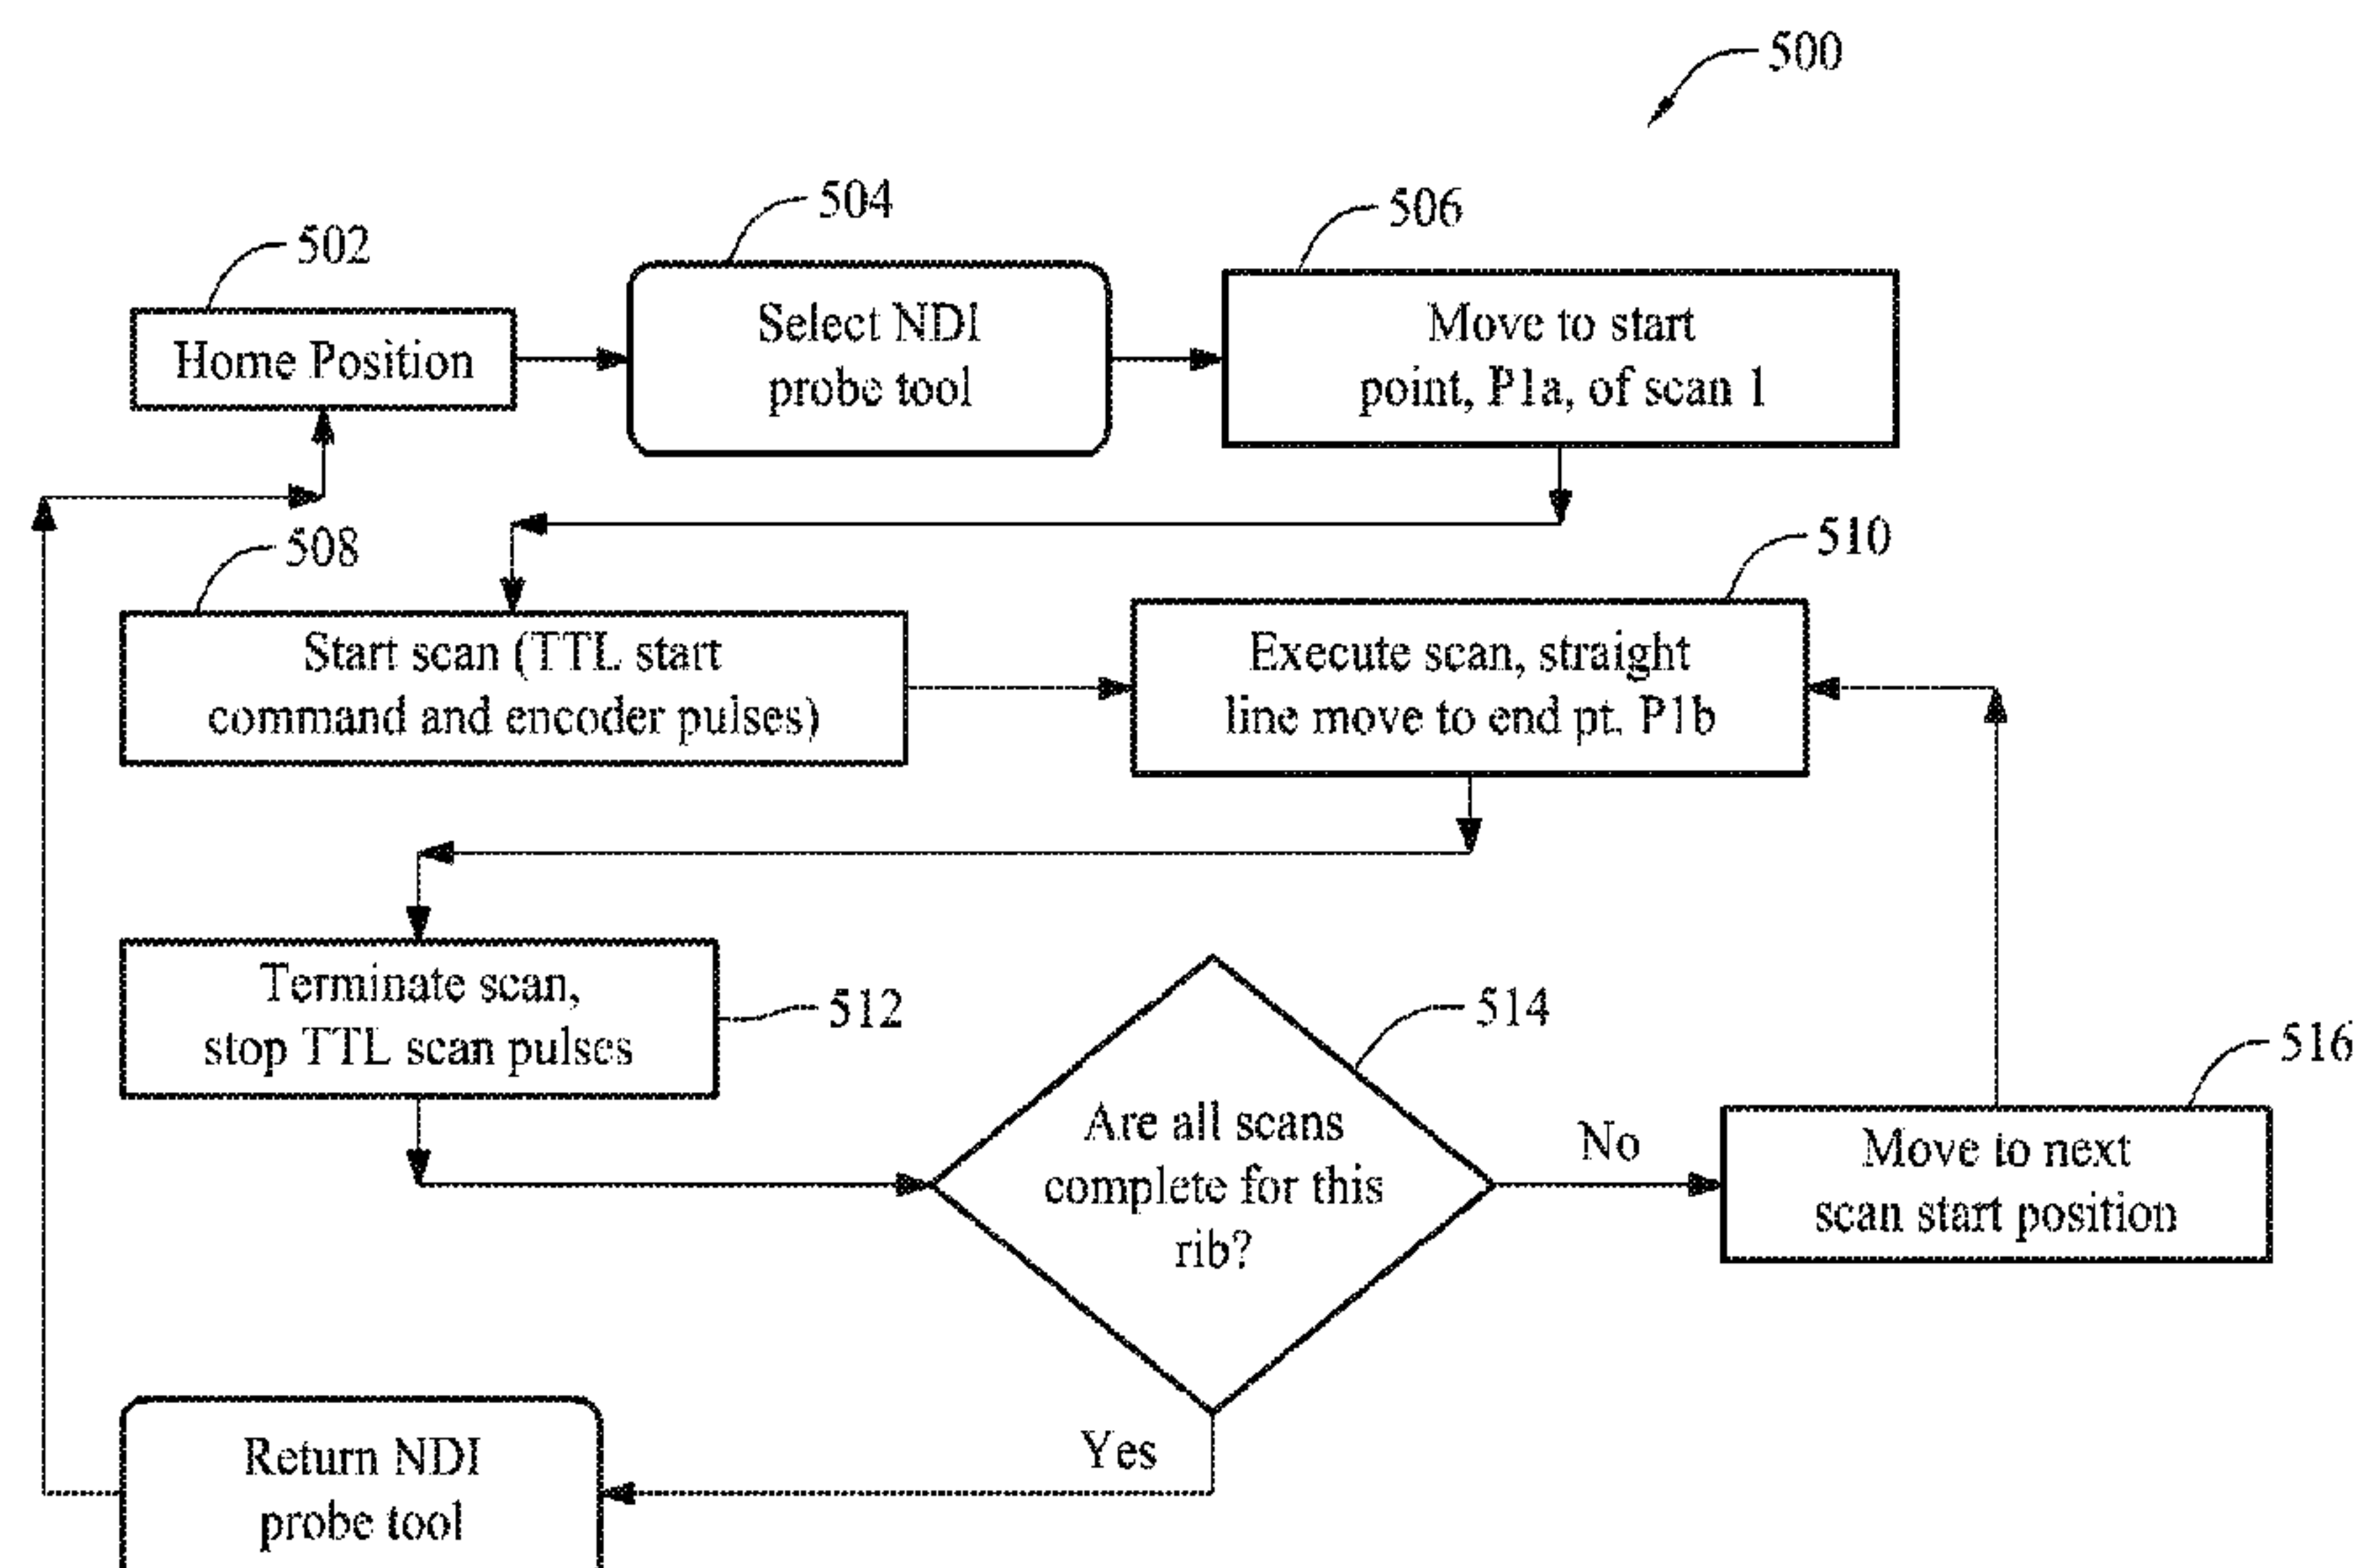 500
502
Home Position
504
Select NDI
probe tool
506
Move to start
point, P1a, of scan 1
508
Start scan (TTL start
command and encoder pulses)
510
Execute scan, straight
line move to end pt. P1b
Terminate scan,
stop TTL scan pulses
512
514
Are all scans
complete for this
rib?
No
516
Move to next
scan start position
Yes
Return NDI
probe tool